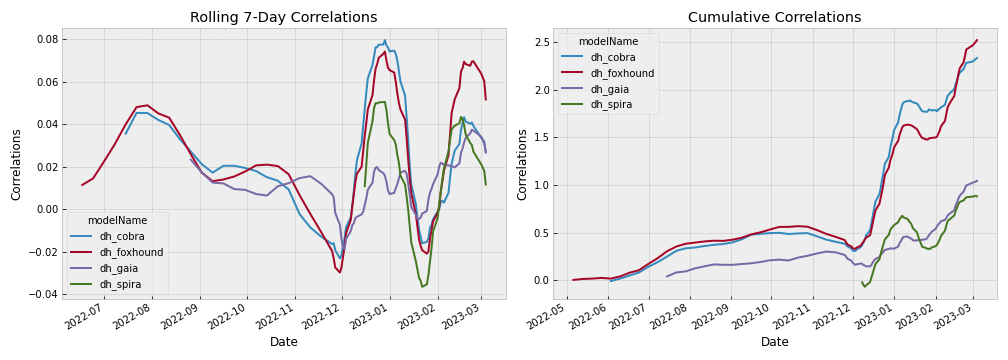 Rolling 7-Day Correlations
Correlations
0.08
0.06
0.04
0.02
0.00
−0.02
−0.04
modelName
dh_cobra
dh_foxhound
dh_gaia
dh_spira
2022-07
2022-08
2022-09
2022-10
2022-11
2022-12
2023-01
2023-02
2023-03
Date
Cumulative Correlations
Correlations
2.5
2.0
1.5
1.0
0.5
0.0
modelName
dh_cobra
dh_foxhound
dh_gaia
dh_spira
2022-05
2022-06
2022-07
2022-08
2022-09
2022-10
2022-11
2022-12
2023-01
2023-02
2023-03
Date